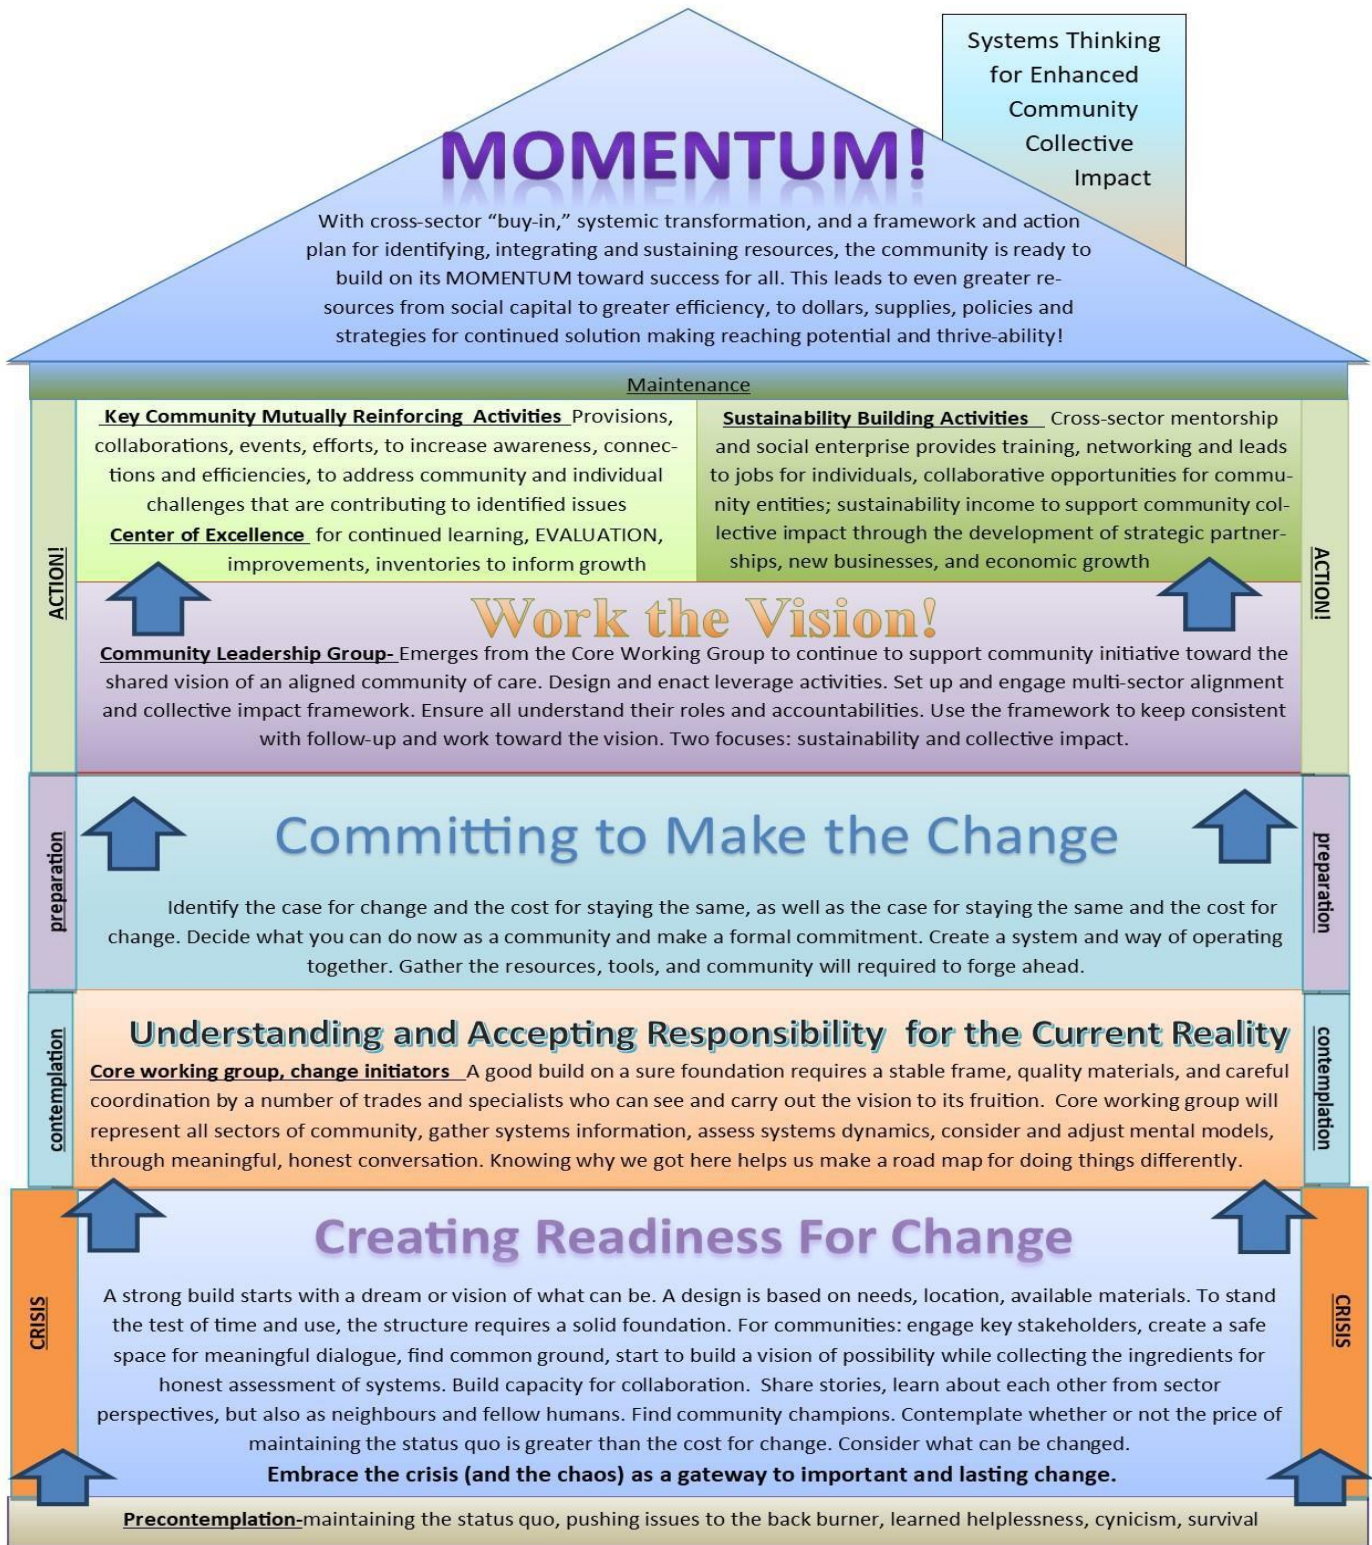 Systems Thinking
for Enhanced
Community
Collective
Impact
MOMENTUM!
With cross-sector “buy-in,” systemic transformation, and a framework and action
plan for identifying, integrating and sustaining resources, the community is ready to
build on its MOMENTUM toward success for all. This leads to even greater re-
sources from social capital to greater efficiency, to dollars, supplies, policies and
strategies for continued solution making reaching potential and thrive-ability!
Maintenance
ACTION!
Key Community Mutually Reinforcing Activities Provisions,
collaborations, events, efforts, to increase awareness, connec-
tions and efficiencies, to address community and individual
challenges that are contributing to identified issues
Center of Excellence for continued learning, EVALUATION,
improvements, inventories to inform growth
Sustainability Building Activities Cross-sector mentorship
and social enterprise provides training, networking and leads
to jobs for individuals, collaborative opportunities for commu-
nity entities; sustainability income to support community col-
lective impact through the development of strategic partner-
ships, new businesses, and economic growth
ACTION!
Work the Vision!
Community Leadership Group- Emerges from the Core Working Group to continue to support community initiative toward the
shared vision of an aligned community of care. Design and enact leverage activities. Set up and engage multi-sector alignment
and collective impact framework. Ensure all understand their roles and accountabilities. Use the framework to keep consistent
with follow-up and work toward the vision. Two focuses: sustainability and collective impact.
preparation
Committing to Make the Change
preparation
Identify the case for change and the cost for staying the same, as well as the case for staying the same and the cost for
change. Decide what you can do now as a community and make a formal commitment. Create a system and way of operating
together. Gather the resources, tools, and community will required to forge ahead.
contemplation
Understanding and Accepting Responsibility for the Current Reality
contemplation
Core working group, change initiators A good build on a sure foundation requires a stable frame, quality materials, and careful
coordination by a number of trades and specialists who can see and carry out the vision to its fruition. Core working group will
represent all sectors of community, gather systems information, assess systems dynamics, consider and adjust mental models,
through meaningful, honest conversation. Knowing why we got here helps us make a road map for doing things differently.
CRISIS
Creating Readiness For Change
CRISIS
A strong build starts with a dream or vision of what can be. A design is based on needs, location, available materials. To stand
the test of time and use, the structure requires a solid foundation. For communities: engage key stakeholders, create a safe
space for meaningful dialogue, find common ground, start to build a vision of possibility while collecting the ingredients for
honest assessment of systems. Build capacity for collaboration. Share stories, learn about each other from sector
perspectives, but also as neighbours and fellow humans. Find community champions. Contemplate whether or not the price of
maintaining the status quo is greater than the cost for change. Consider what can be changed.
Embrace the crisis (and the chaos) as a gateway to important and lasting change.
Precontemplation-maintaining the status quo, pushing issues to the back burner, learned helplessness, cynicism, survival